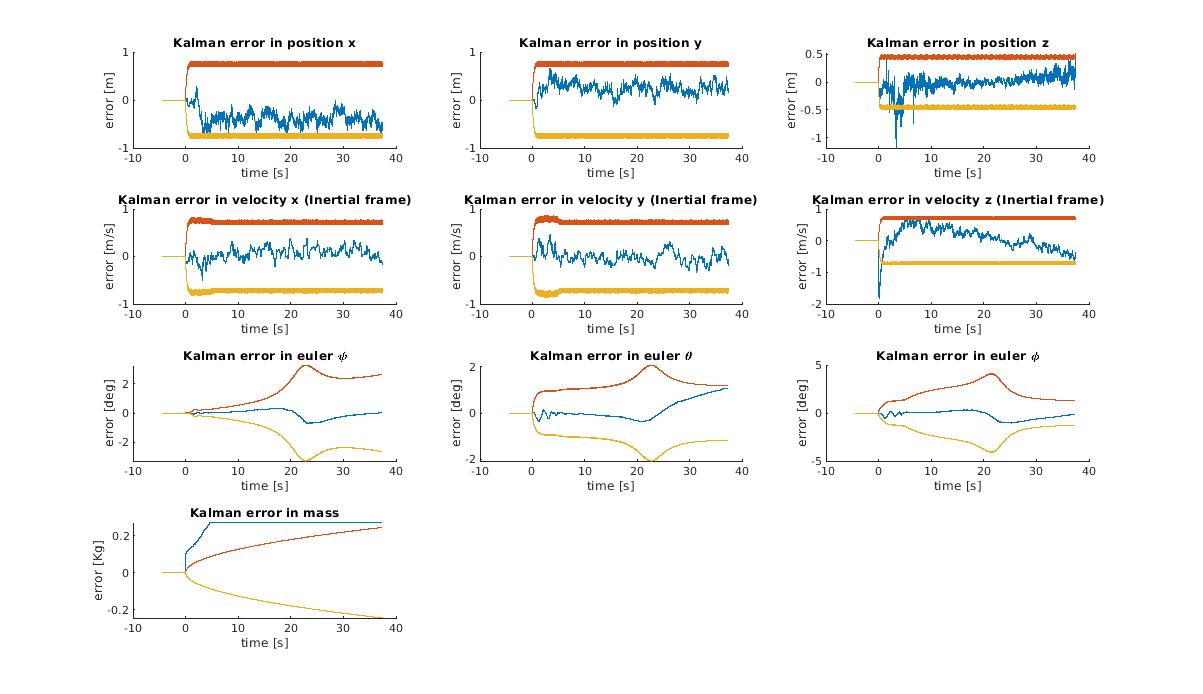 Kalman error in position x
Kalman error in position y
Kalman error in position z
1
0
-1
error [m]
-10 0 10 20 30 40
time [s]
1
0
-1
error [m]
-10 0 10 20 30 40
time [s]
0.5
0
-0.5
-1
error [m]
-10 0 10 20 30 40
time [s]
Kalman error in velocity x (Inertial frame)
Kalman error in velocity y (Inertial frame)
Kalman error in velocity z (Inertial frame)
1
0
-1
error [m/s]
-10 0 10 20 30 40
time [s]
1
0
-1
error [m/s]
-10 0 10 20 30 40
time [s]
1
0
-1
-2
error [m/s]
-10 0 10 20 30 40
time [s]
Kalman error in euler ψ
Kalman error in euler θ
Kalman error in euler ϕ
2
0
-2
error [deg]
-10 0 10 20 30 40
time [s]
2
0
-2
error [deg]
-10 0 10 20 30 40
time [s]
5
0
-5
error [deg]
-10 0 10 20 30 40
time [s]
Kalman error in mass
0.2
0
-0.2
error [Kg]
-10 0 10 20 30 40
time [s]